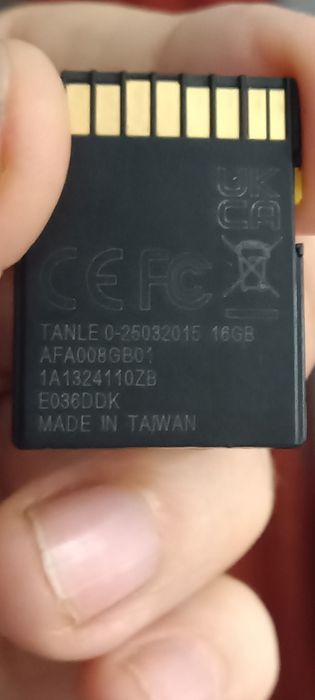 UK
CA
CE FC
TANLE 0-25032015 16GB
AFA008GB01
1A1324110ZB
E036DDK
MADE IN TAIWAN